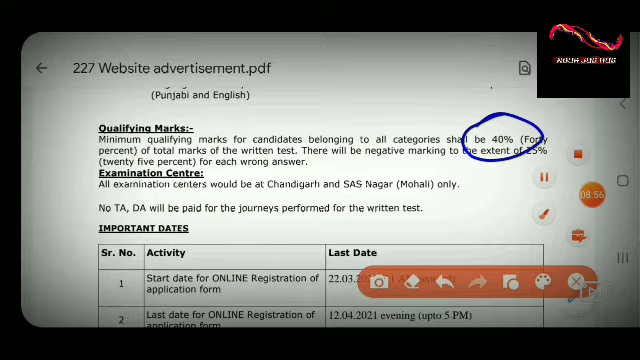 227 Website advertisement.pdf
(Punjabi and English)
Qualifying Marks:-
Minimum qualifying marks for candidates belonging to all categories shall be 40% (Forty
percent) of total marks of the written test. There will be negative marking to the extent of 25%
(twenty five percent) for each wrong answer.
Examination Centre:
All examination centers would be at Chandigarh and SAS Nagar (Mohali) only.
08:56
No TA, DA will be paid for the journeys performed for the written test.
IMPORTANT DATES
Sr. No. Activity Last Date
1 Start date for ONLINE Registration of 22.03.
application form
2 Last date for ONLINE Registration of 12.04.2021 evening (upto 5 PM)
application form